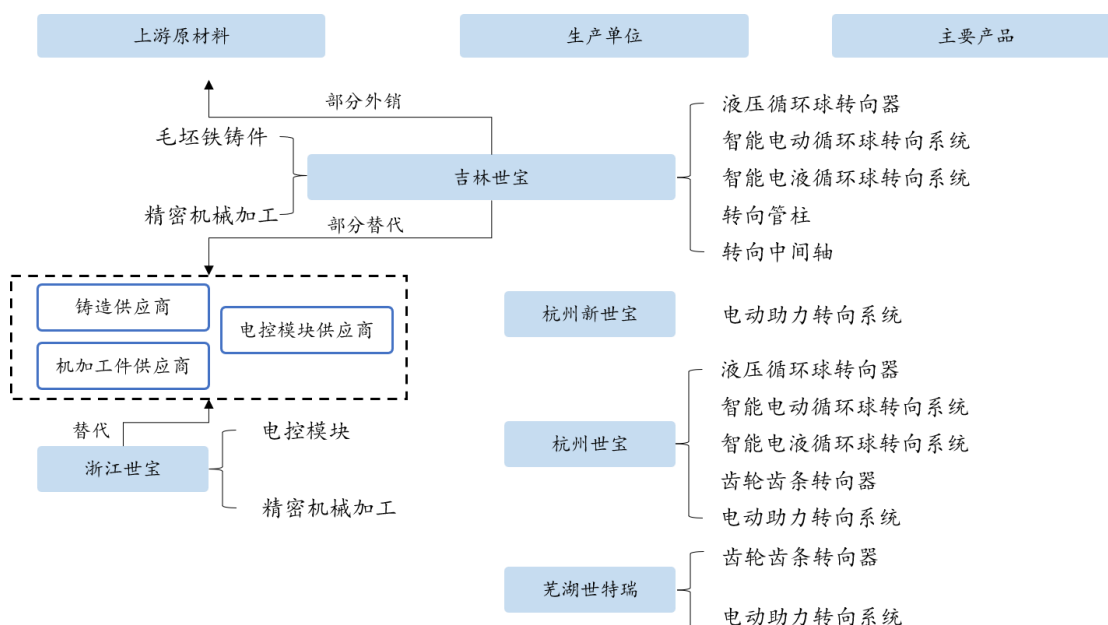 上游原材料
生产单位
主要产品
部分外销
毛坯铁铸件
精密机械加工
吉林世宝
液压循环球转向器
智能电动循环球转向系统
智能电液循环球转向系统
转向管柱
转向中间轴
部分替代
铸造供应商
电控模块供应商
机加工件供应商
杭州新世宝
电动助力转向系统
替代
浙江世宝
电控模块
精密机械加工
杭州世宝
液压循环球转向器
智能电动循环球转向系统
智能电液循环球转向系统
齿轮齿条转向器
电动助力转向系统
芜湖世特瑞
齿轮齿条转向器
电动助力转向系统